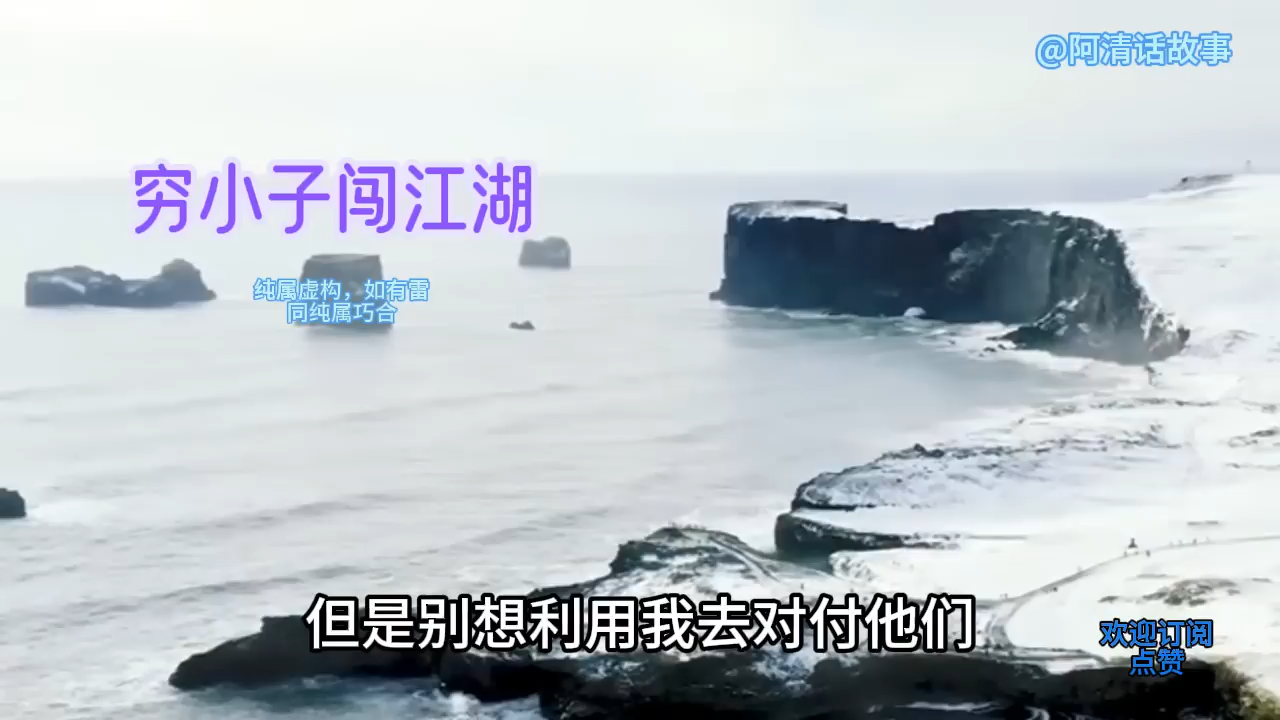 @阿清话故事
穷小子闯江湖
纯属虚构，如有雷
同纯属巧合
但是别想利用我去对付他们
欢迎订阅
点赞